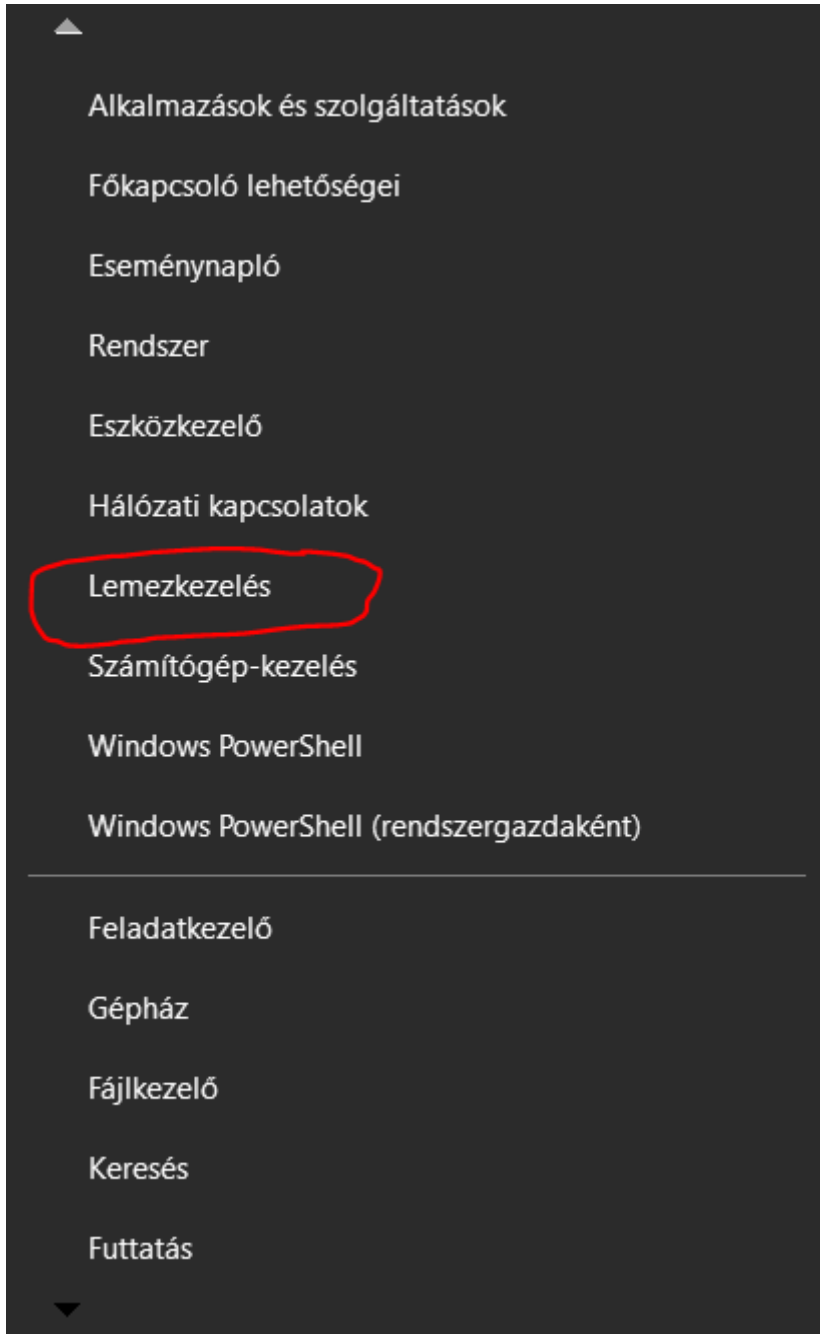 Alkalmazások és szolgáltatások
Főkapcsoló lehetőségei
Eseménynapló
Rendszer
Eszközkezelő
Hálózati kapcsolatok
Lemezkezelés
Számítógép-kezelés
Windows PowerShell
Windows PowerShell (rendszergazdaként)
Feladatkezelő
Gépház
Fájlkezelő
Keresés
Futtatás